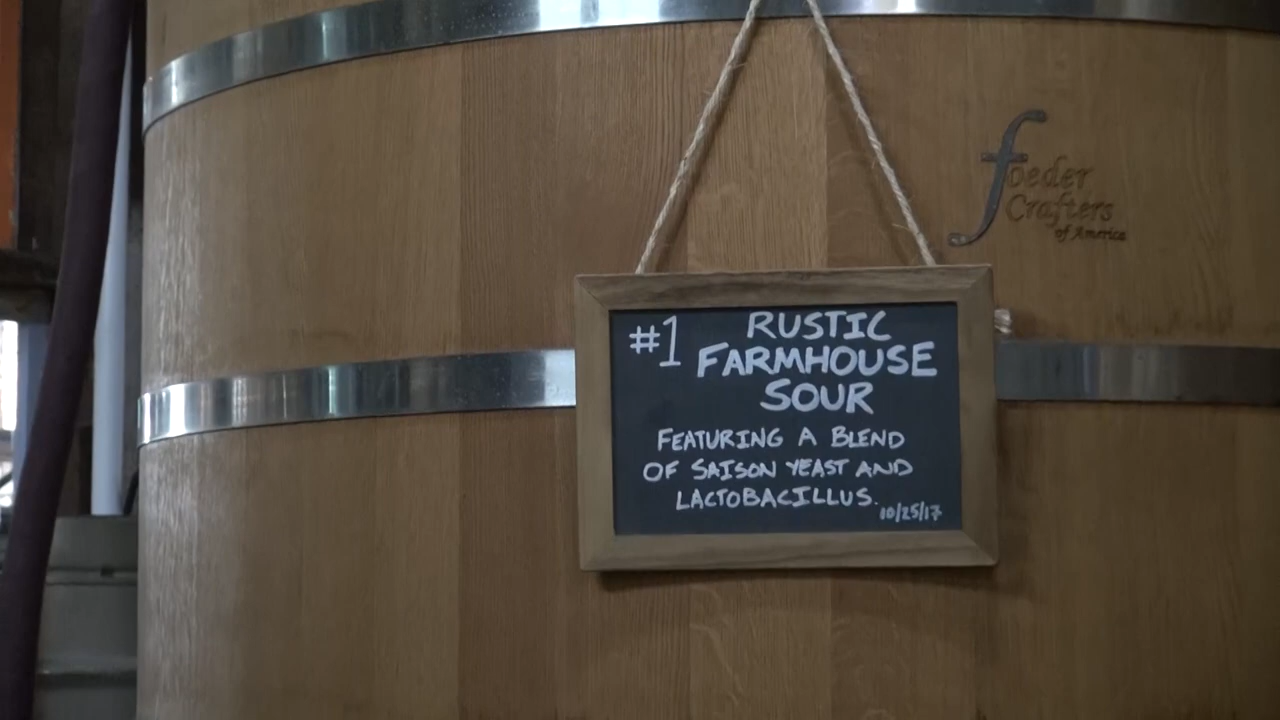 foeder
Crafters
of America
#1 RUSTIC
FARMHOUSE
SOUR
FEATURING A BLEND
OF SAISON YEAST AND
LACTOBACILLUS.
10/25/17